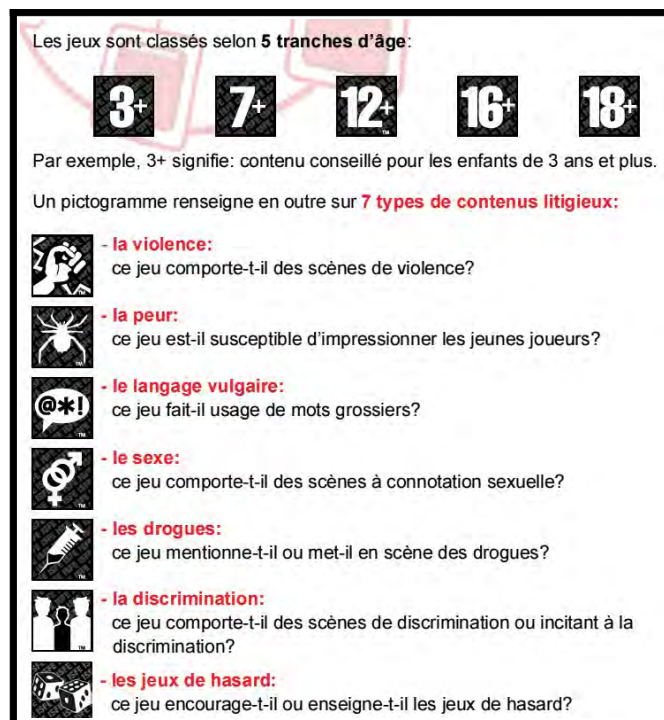 Les jeux sont classés selon 5 tranches d'âge:
3+ 7+ 12+ 16+ 18+
Par exemple, 3+ signifie: contenu conseillé pour les enfants de 3 ans et plus.
Un pictogramme renseigne en outre sur 7 types de contenus litigieux:
- la violence:
ce jeu comporte-t-il des scènes de violence?
- la peur:
ce jeu est-il susceptible d'impressionner les jeunes joueurs?
- le langage vulgaire:
@*!
ce jeu fait-il usage de mots grossiers?
- le sexe:
ce jeu comporte-t-il des scènes à connotation sexuelle?
- les drogues:
ce jeu mentionne-t-il ou met-il en scène des drogues?
- la discrimination:
ce jeu comporte-t-il des scènes de discrimination ou incitant à la
discrimination?
- les jeux de hasard:
ce jeu encourage-t-il ou enseigne-t-il les jeux de hasard?